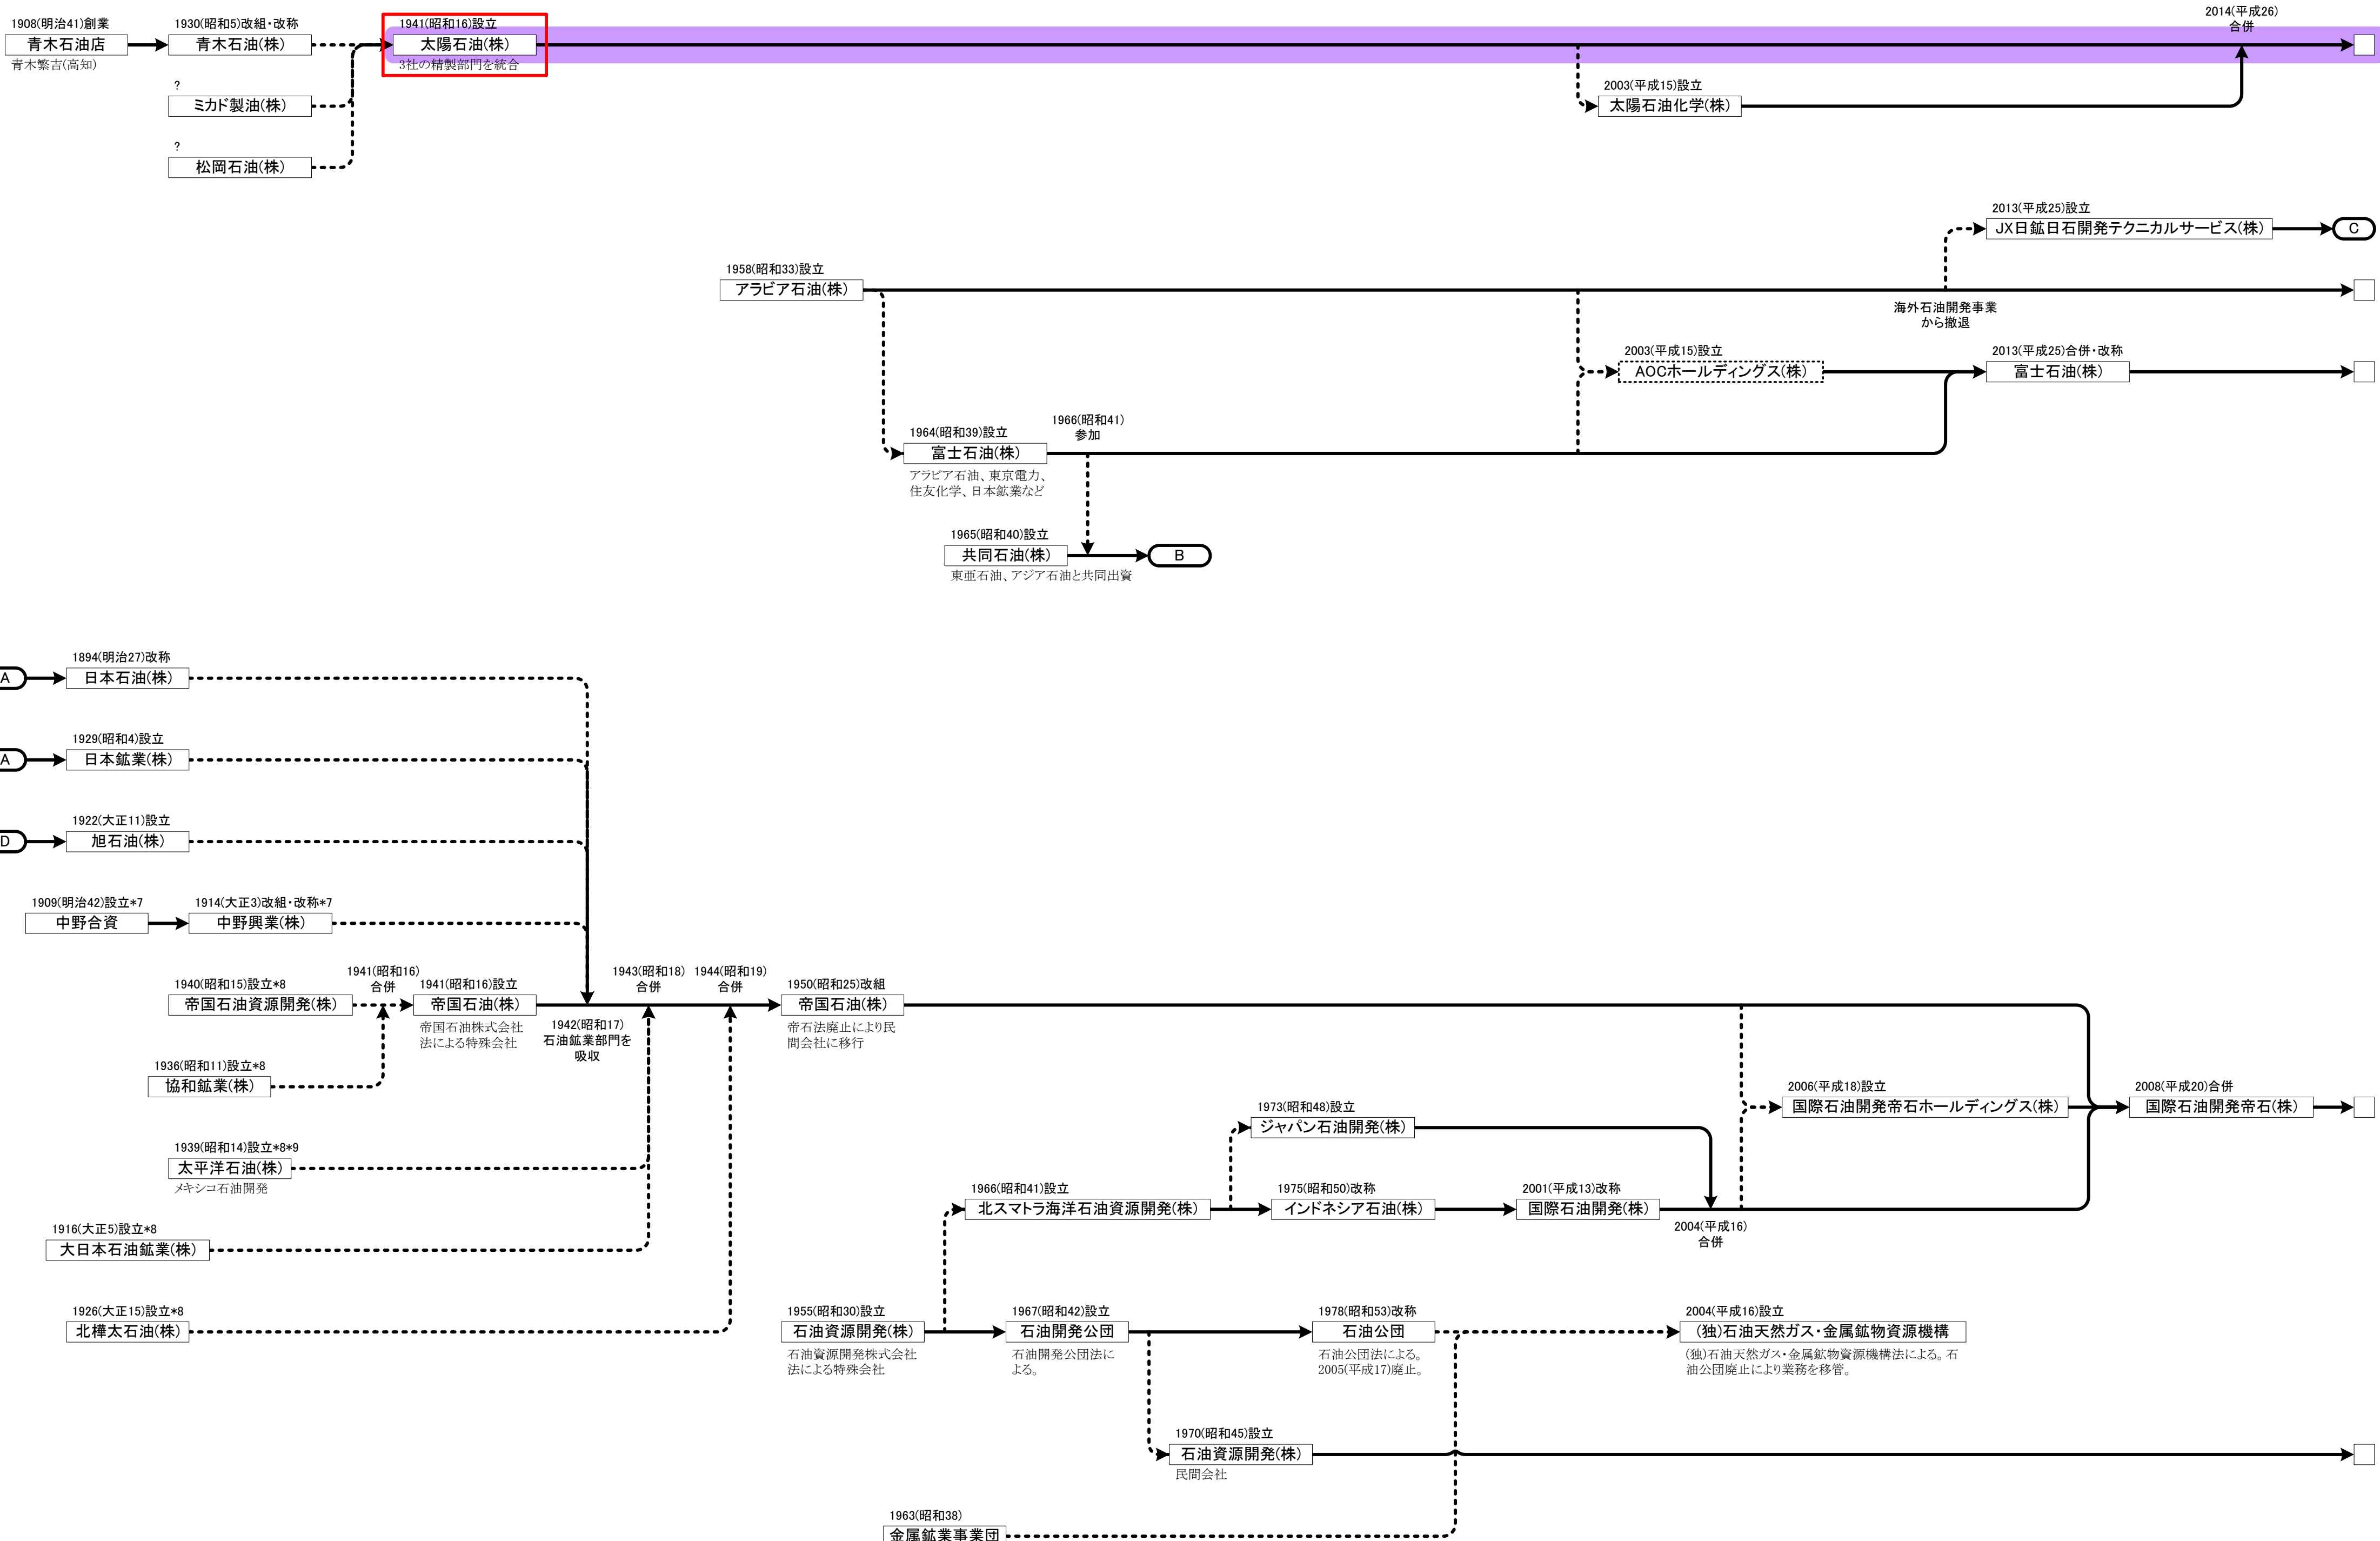 1908(明治41)創業
青木石油店
青木繁吉(高知)
1930(昭和5)改組・改称
青木石油(株)
?
ミカド製油(株)
?
松岡石油(株)
1941(昭和16)設立
太陽石油(株)
3社の精製部門を統合
2003(平成15)設立
太陽石油化学(株)
2014(平成26)
合併
2013(平成25)設立
JX日鉱日石開発テクニカルサービス(株)
C
1958(昭和33)設立
アラビア石油(株)
海外石油開発事業
から撤退
2003(平成15)設立
AOCホールディングス(株)
2013(平成25)合併・改称
富士石油(株)
1964(昭和39)設立
富士石油(株)
アラビア石油、東京電力、
住友化学、日本鉱業など
1966(昭和41)
参加
1965(昭和40)設立
共同石油(株)
東亜石油、アジア石油と共同出資
B
A
1894(明治27)改称
日本石油(株)
A
1929(昭和4)設立
日本鉱業(株)
D
1922(大正11)設立
旭石油(株)
1909(明治42)設立*7
中野合資
1914(大正3)改組・改称*7
中野興業(株)
1940(昭和15)設立*8
帝国石油資源開発(株)
1941(昭和16)
合併
1941(昭和16)設立
帝国石油(株)
帝国石油株式会社
法による特殊会社
1942(昭和17)
石油鉱業部門を
吸収
1943(昭和18)
合併
1944(昭和19)
合併
1950(昭和25)改組
帝国石油(株)
帝石法廃止により民
間会社に移行
1936(昭和11)設立*8
協和鉱業(株)
1939(昭和14)設立*8*9
太平洋石油(株)
メキシコ石油開発
1916(大正5)設立*8
大日本石油鉱業(株)
1926(大正15)設立*8
北樺太石油(株)
2006(平成18)設立
国際石油開発帝石ホールディングス(株)
2008(平成20)合併
国際石油開発帝石(株)
1973(昭和48)設立
ジャパン石油開発(株)
1966(昭和41)設立
北スマトラ海洋石油資源開発(株)
1975(昭和50)改称
インドネシア石油(株)
2001(平成13)改称
国際石油開発(株)
2004(平成16)
合併
1955(昭和30)設立
石油資源開発(株)
石油資源開発株式会社
法による特殊会社
1967(昭和42)設立
石油開発公団
石油開発公団法に
よる。
1978(昭和53)改称
石油公団
石油公団法による。
2005(平成17)廃止。
2004(平成16)設立
(独)石油天然ガス・金属鉱物資源機構
(独)石油天然ガス・金属鉱物資源機構法による。石
油公団廃止により業務を移管。
1970(昭和45)設立
石油資源開発(株)
民間会社
1963(昭和38)
金属鉱業事業団